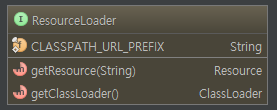 I ResourceLoader
f CLASSPATH_URL_PREFIX String
m getResource(String) Resource
m getClassLoader() ClassLoader